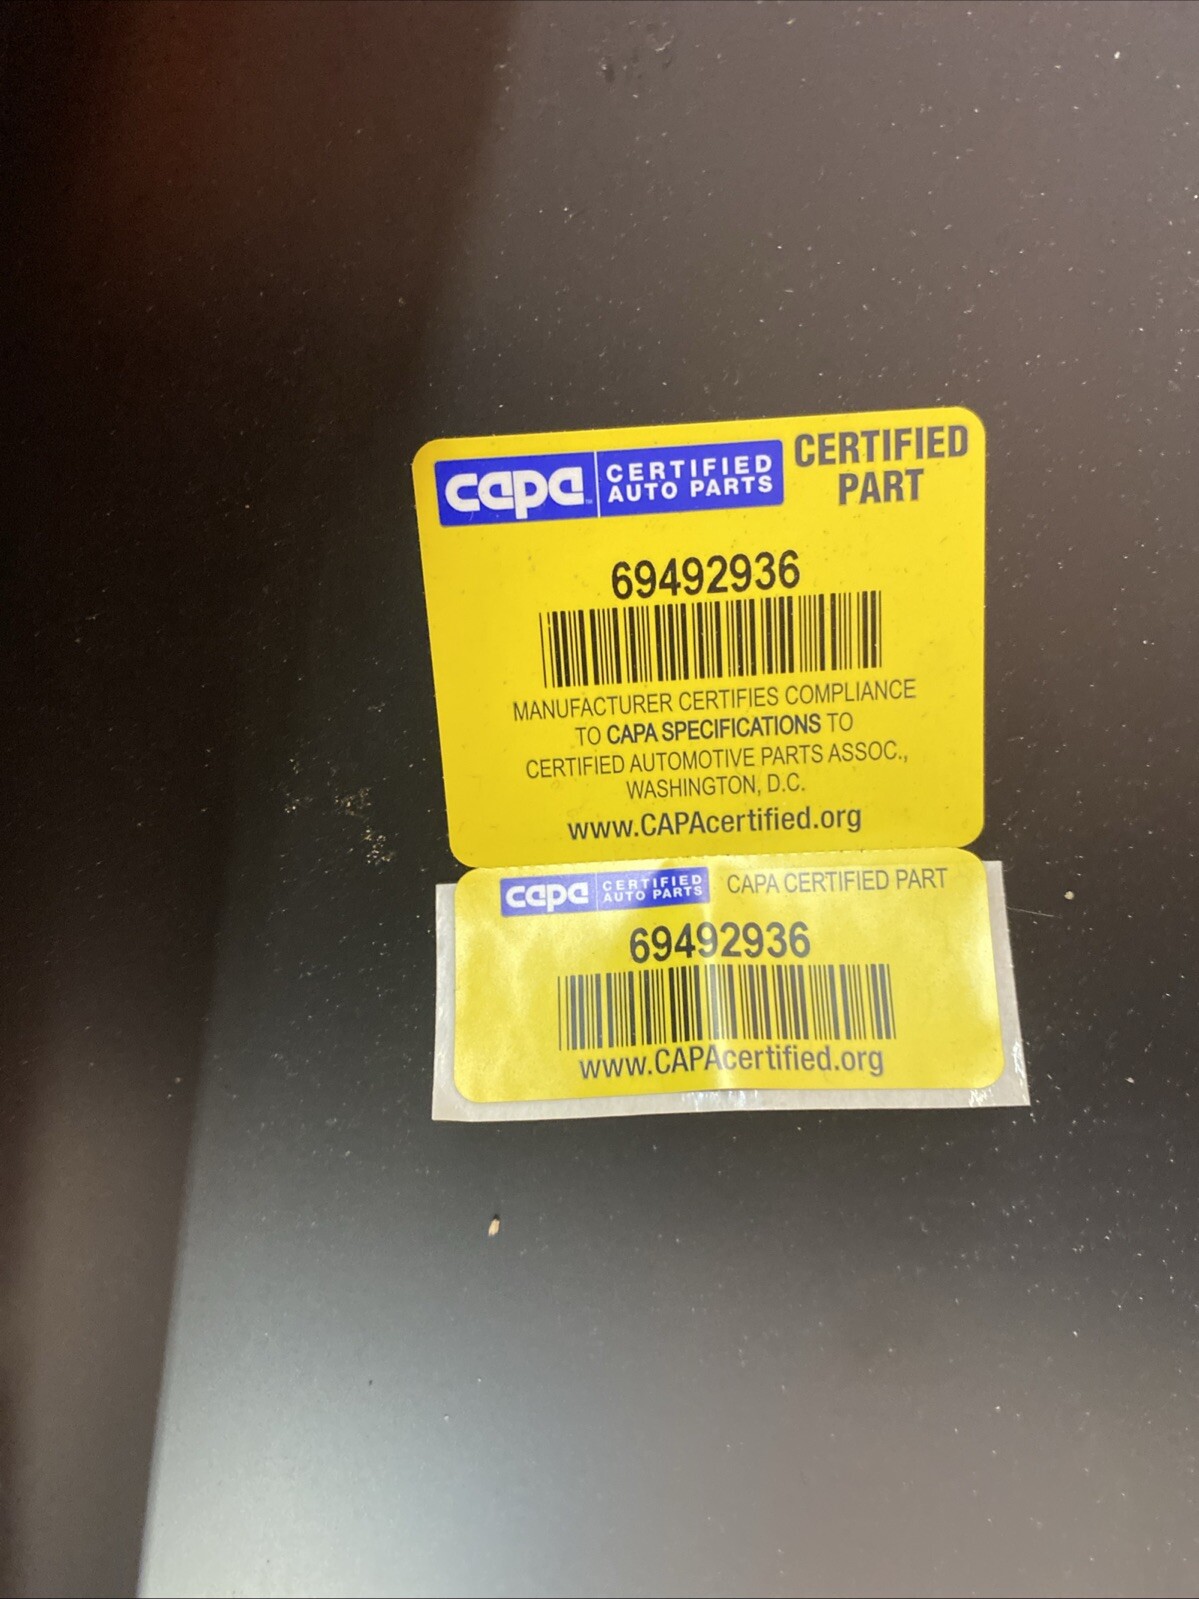 capa™ CERTIFIED AUTO PARTS
CERTIFIED PART
69492936
MANUFACTURER CERTIFIES COMPLIANCE
TO CAPA SPECIFICATIONS TO
CERTIFIED AUTOMOTIVE PARTS ASSOC.,
WASHINGTON, D.C.
www.CAPAcertified.org
capa CERTIFIED AUTO PARTS
CAPA CERTIFIED PART
69492936
www.CAPAcertified.org